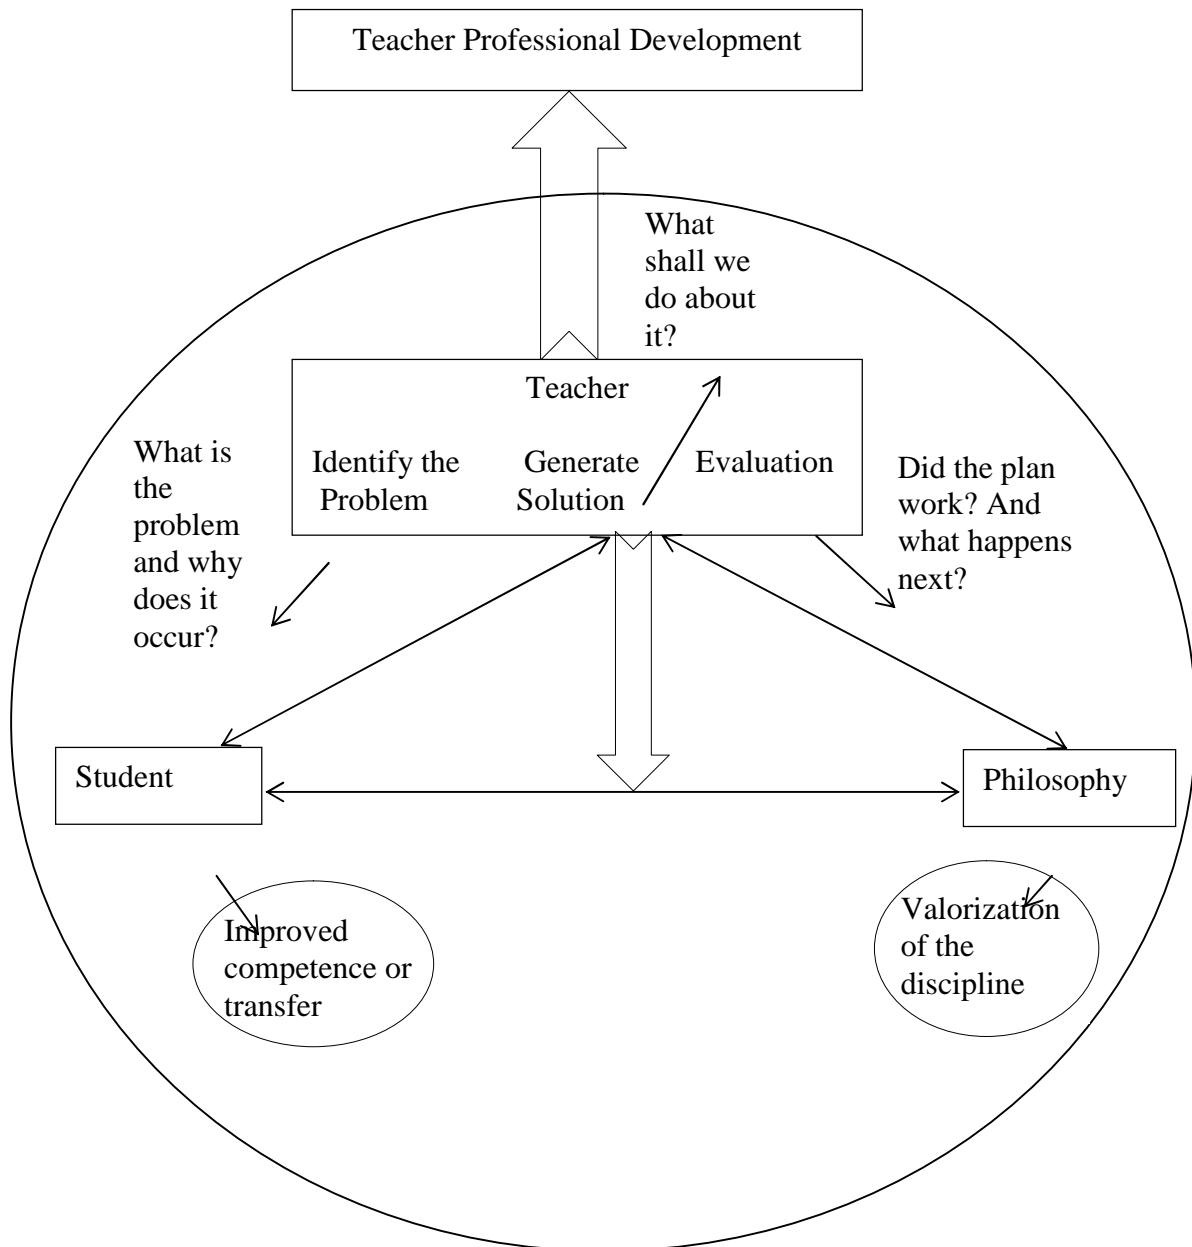 Teacher Professional Development
What
shall we
do about
it?
Teacher
Identify the
Problem
Generate
Solution
Evaluation
What is
the
problem
and why
does it
occur?
Did the plan
work? And
what happens
next?
Student
Philosophy
Improved
competence or
transfer
Valorization
of the
discipline